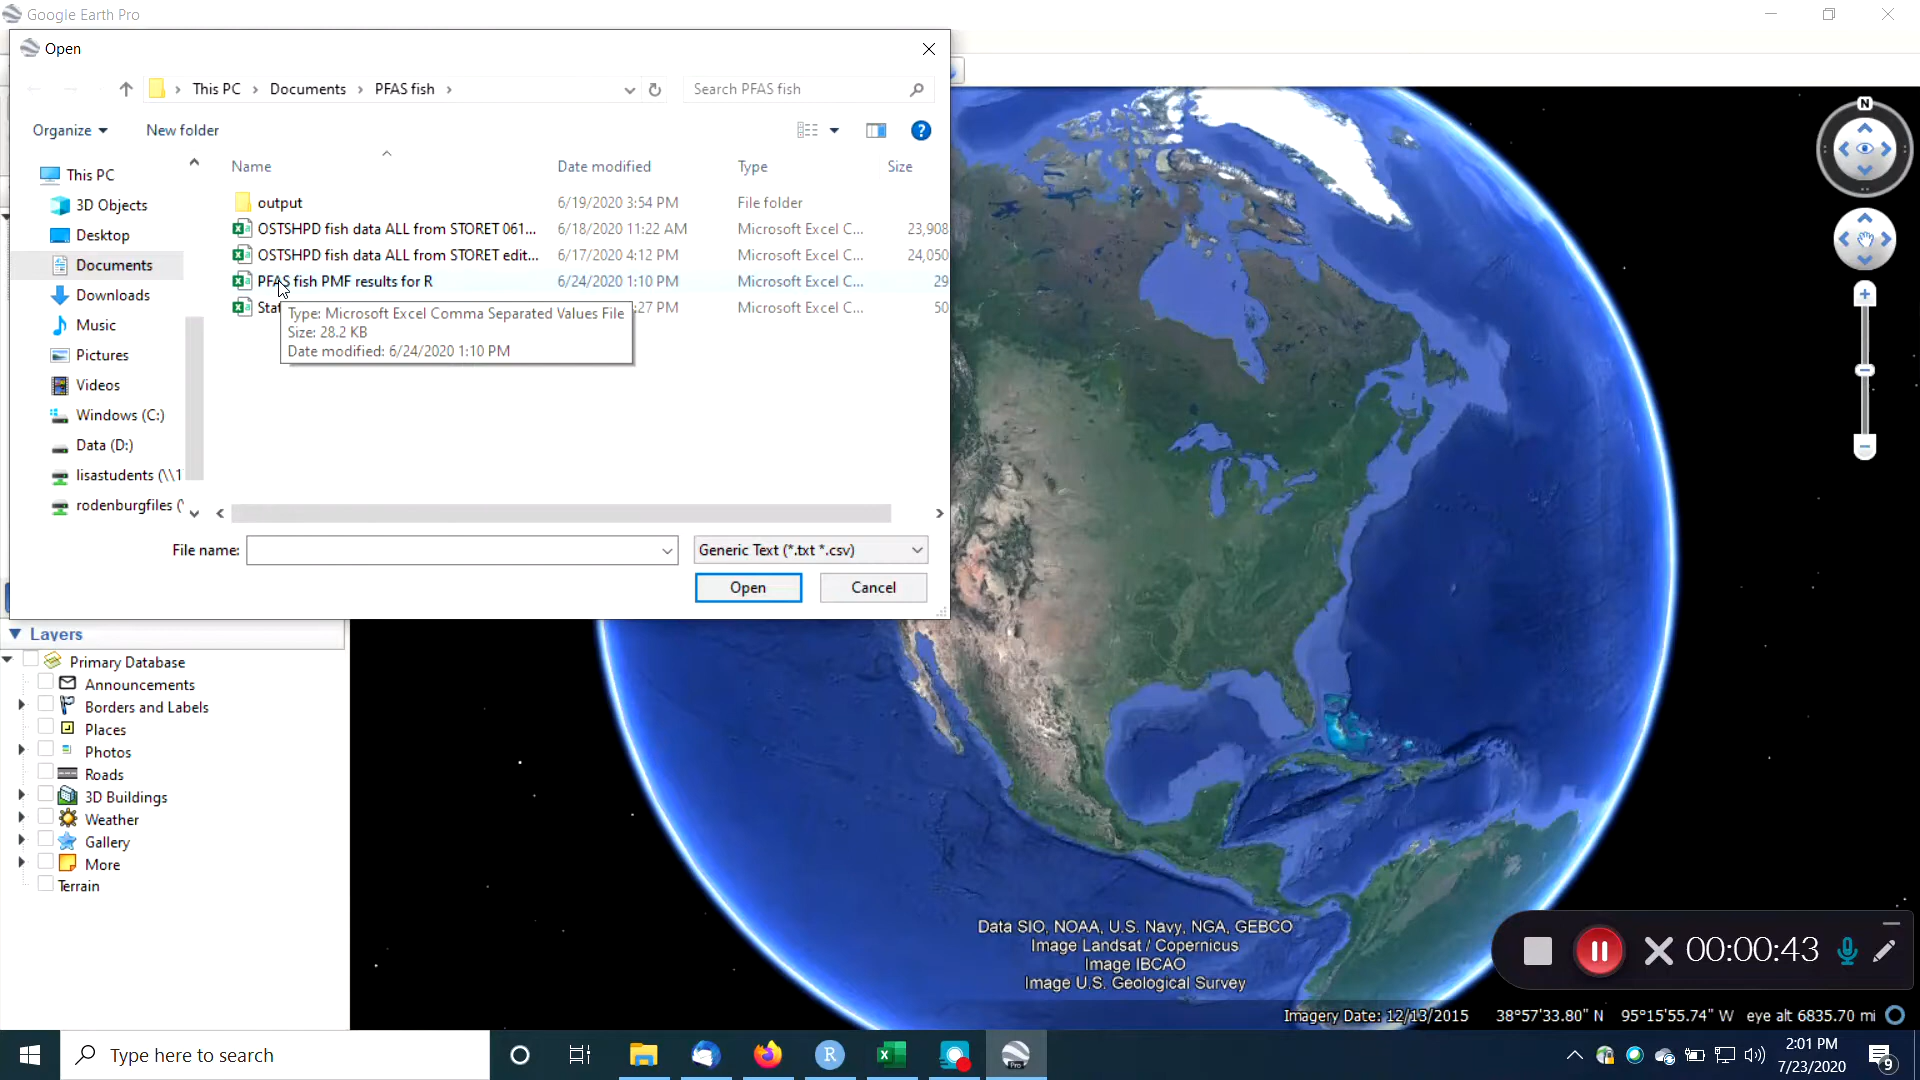 Google Earth Pro
Open
This PC > Documents > PFAS fish >
Search PFAS fish
Organize
New folder
Name
Date modified
Type
Size
This PC
3D Objects
Desktop
Documents
Downloads
Music
Pictures
Videos
Windows (C:)
Data (D:)
lisastudents (\\1
rodenburgfiles ('
output 6/19/2020 3:54 PM File folder
OSTSHPD fish data ALL from STORET 061... 6/18/2020 11:22 AM Microsoft Excel C... 23,908
OSTSHPD fish data ALL from STORET edit... 6/17/2020 4:12 PM Microsoft Excel C... 24,050
PFAS fish PMF results for R 6/24/2020 1:10 PM Microsoft Excel C... 29
:27 PM Microsoft Excel C... 50
Type: Microsoft Excel Comma Separated Values File
Size: 28.2 KB
Date modified: 6/24/2020 1:10 PM
File name:
Generic Text (*.txt *.csv)
Open
Cancel
Layers
Primary Database
Announcements
Borders and Labels
Places
Photos
Roads
3D Buildings
Weather
Gallery
More
Terrain
N
Data SIO, NOAA, U.S. Navy, NGA, GEBCO
Image Landsat / Copernicus
Image IBCAO
Image U.S. Geological Survey
00:00:43
Imagery Date: 12/13/2015 38°57'33.80" N 95°15'55.74" W eye alt 6835.70 mi
Type here to search
R
Pro
2:01 PM
7/23/2020
9